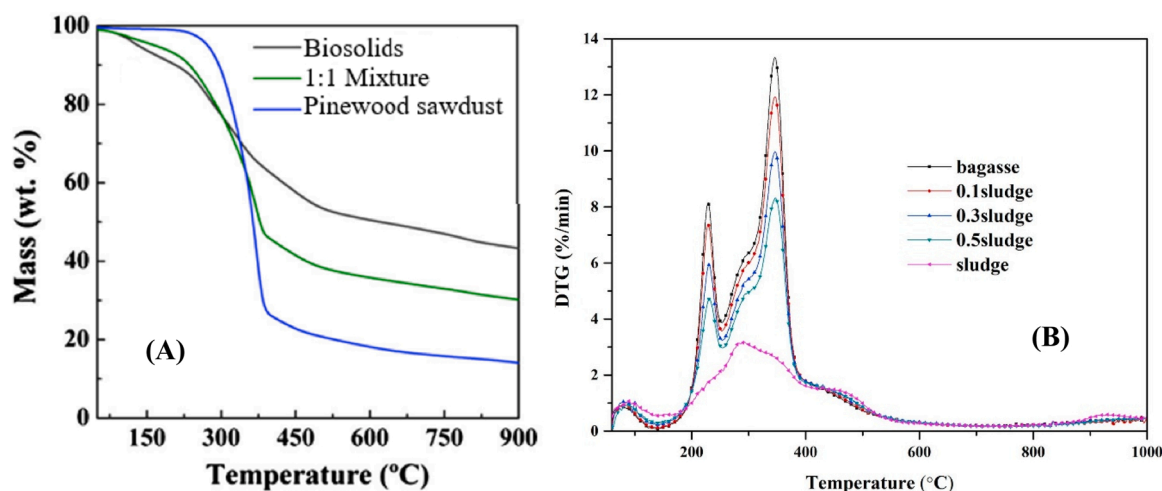 100
80
60
40
20
0
Mass (wt. %)
Biosolids
1:1 Mixture
Pinewood sawdust
(A)
150 300 450 600 750 900
Temperature (ºC)
14
12
10
8
6
4
2
0
DTG (%/min)
bagasse
0.1sludge
0.3sludge
0.5sludge
sludge
(B)
200 400 600 800 1000
Temperature (°C)